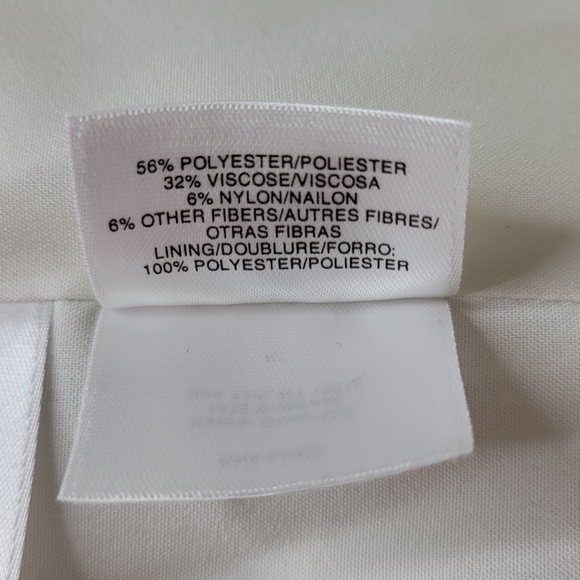 56% POLYESTER/POLIESTER
32% VISCOSE/VISCOSA
6% NYLON/NAILON
6% OTHER FIBERS/AUTRES FIBRES/
OTRAS FIBRAS
LINING/DOUBLURE/FORRO:
100% POLYESTER/POLIESTER